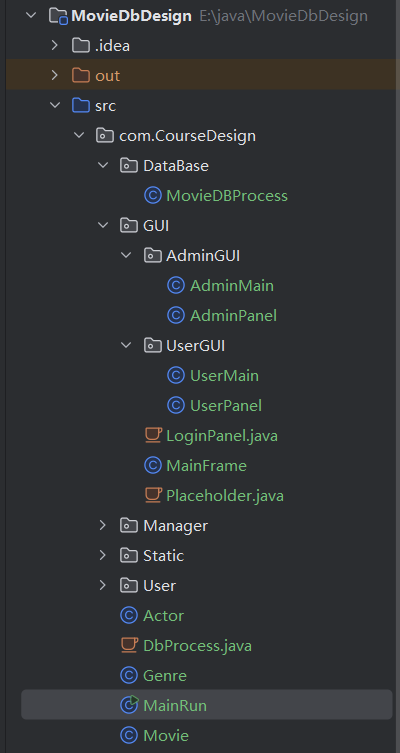 MovieDbDesign E:\java\MovieDbDesign
.idea
out
src
com.CourseDesign
DataBase
MovieDBProcess
GUI
AdminGUI
AdminMain
AdminPanel
UserGUI
UserMain
UserPanel
LoginPanel.java
MainFrame
Placeholder.java
Manager
Static
User
Actor
DbProcess.java
Genre
MainRun
Movie